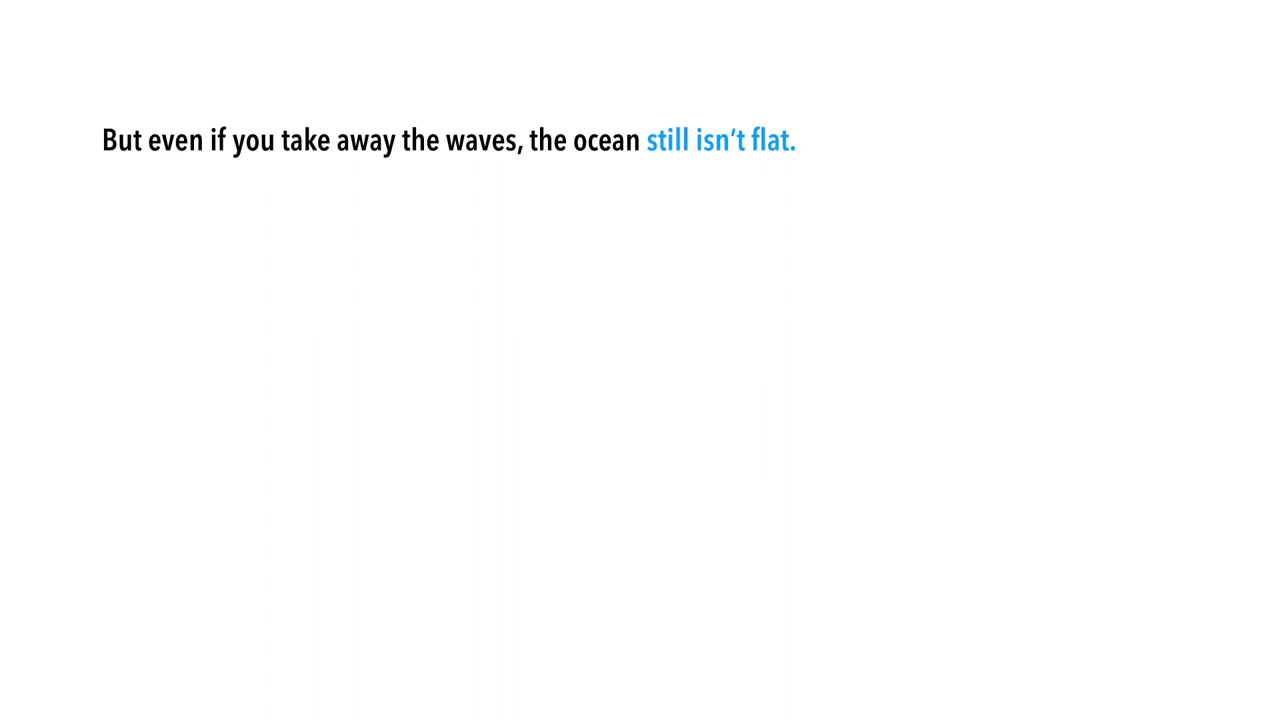 But even if you take away the waves, the ocean still isn’t flat.